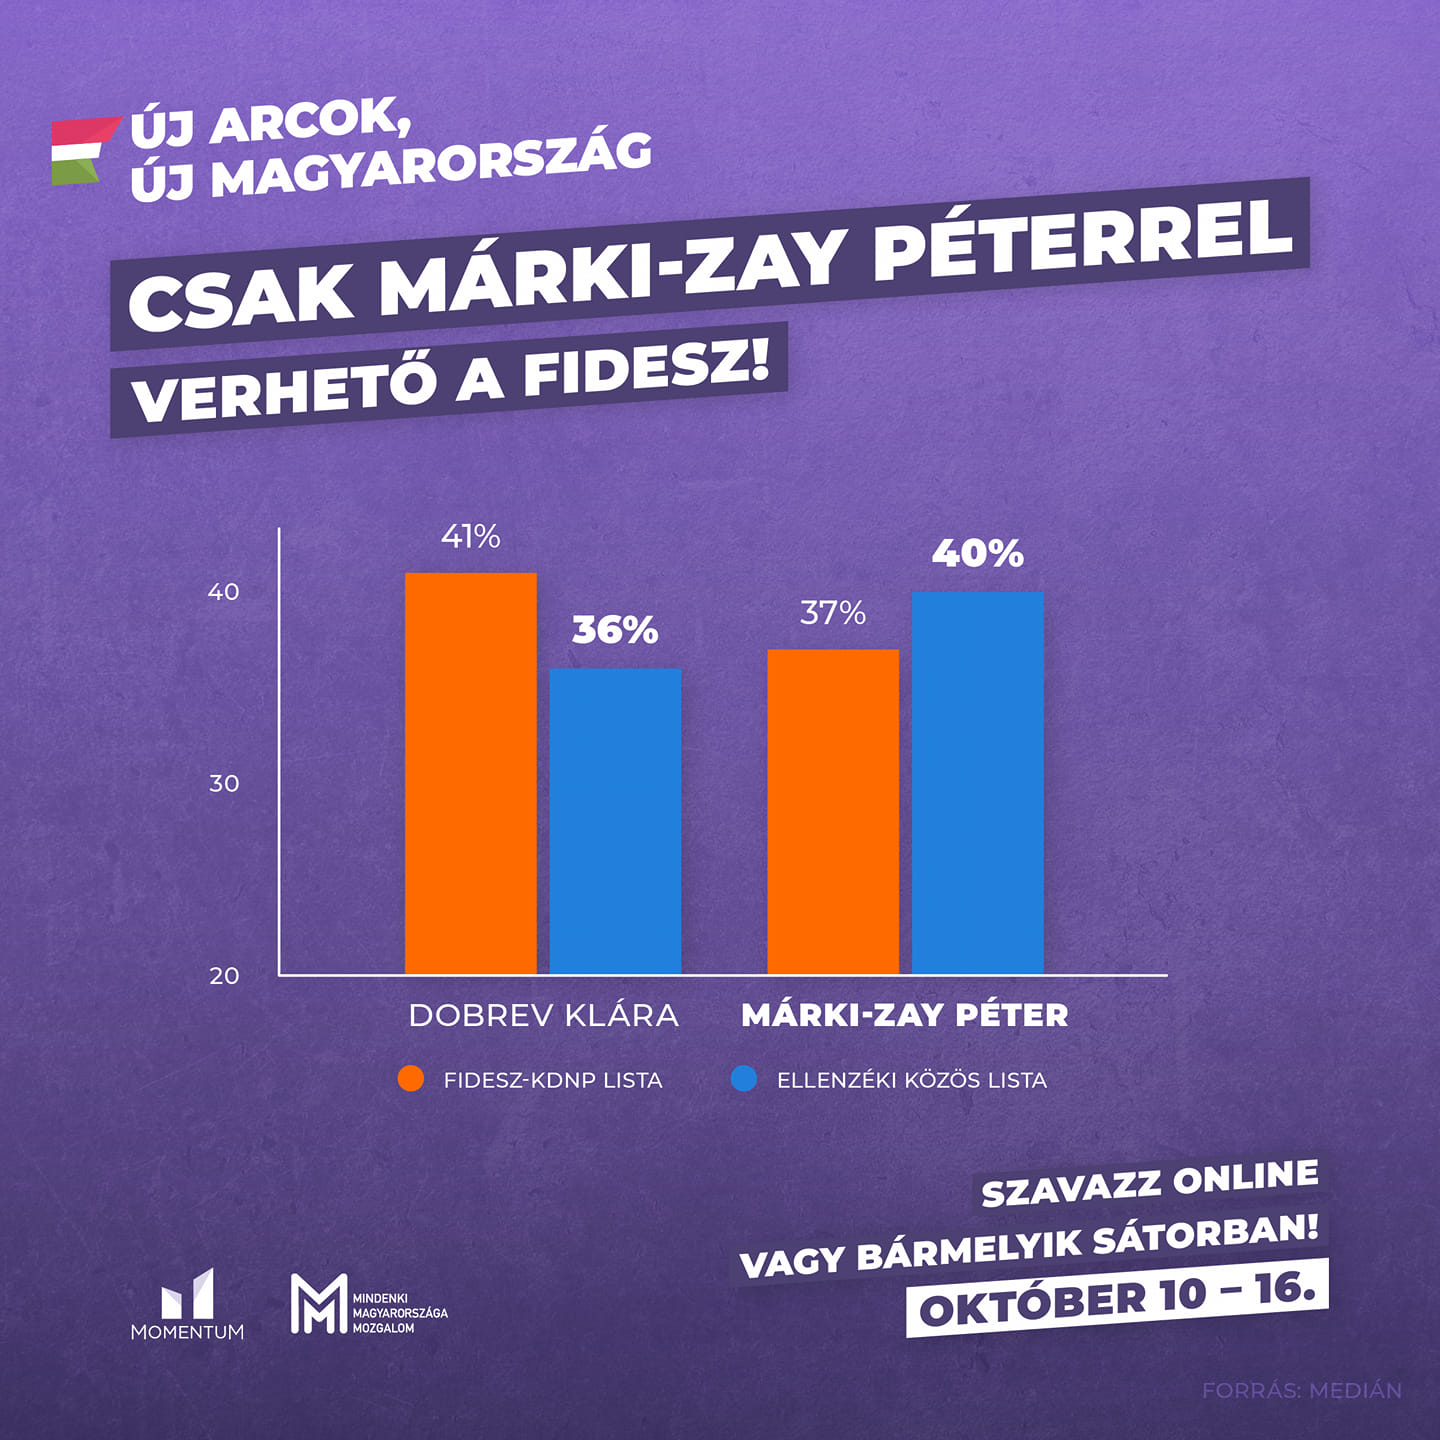 ÚJ ARCOK,
ÚJ MAGYARORSZÁG
CSAK MÁRKI-ZAY PÉTERREL
VERHETŐ A FIDESZ!
41%
36%
37%
40%
40
30
20
DOBREV KLÁRA
MÁRKI-ZAY PÉTER
FIDESZ-KDNP LISTA
ELLENZÉKI KÖZÖS LISTA
SZAVAZZ ONLINE
VAGY BÁRMELYIK SÁTORBAN!
OKTÓBER 10 – 16.
MOMENTUM
MM
MINDENKI
MAGYARORSZÁGA
MOZGALOM
FORRÁS: MEDIÁN